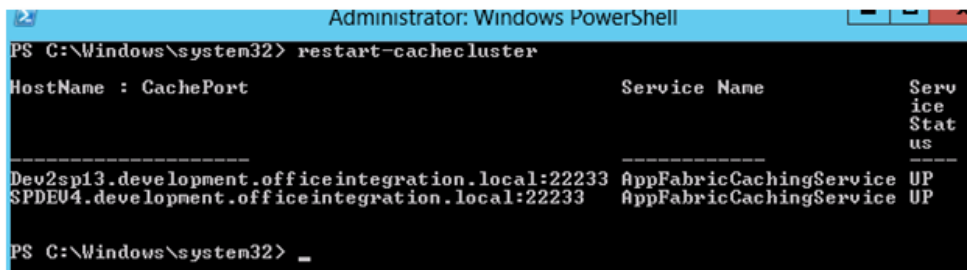 Administrator: Windows PowerShell
PS C:\Windows\system32> restart-cachecluster
HostName : CachePort Service Name Serv
ice
Stat
us
-------------------- ------------ ----
Dev2sp13.development.officeintegration.local:22233 AppFabricCachingService UP
SPDEV4.development.officeintegration.local:22233 AppFabricCachingService UP
PS C:\Windows\system32> _